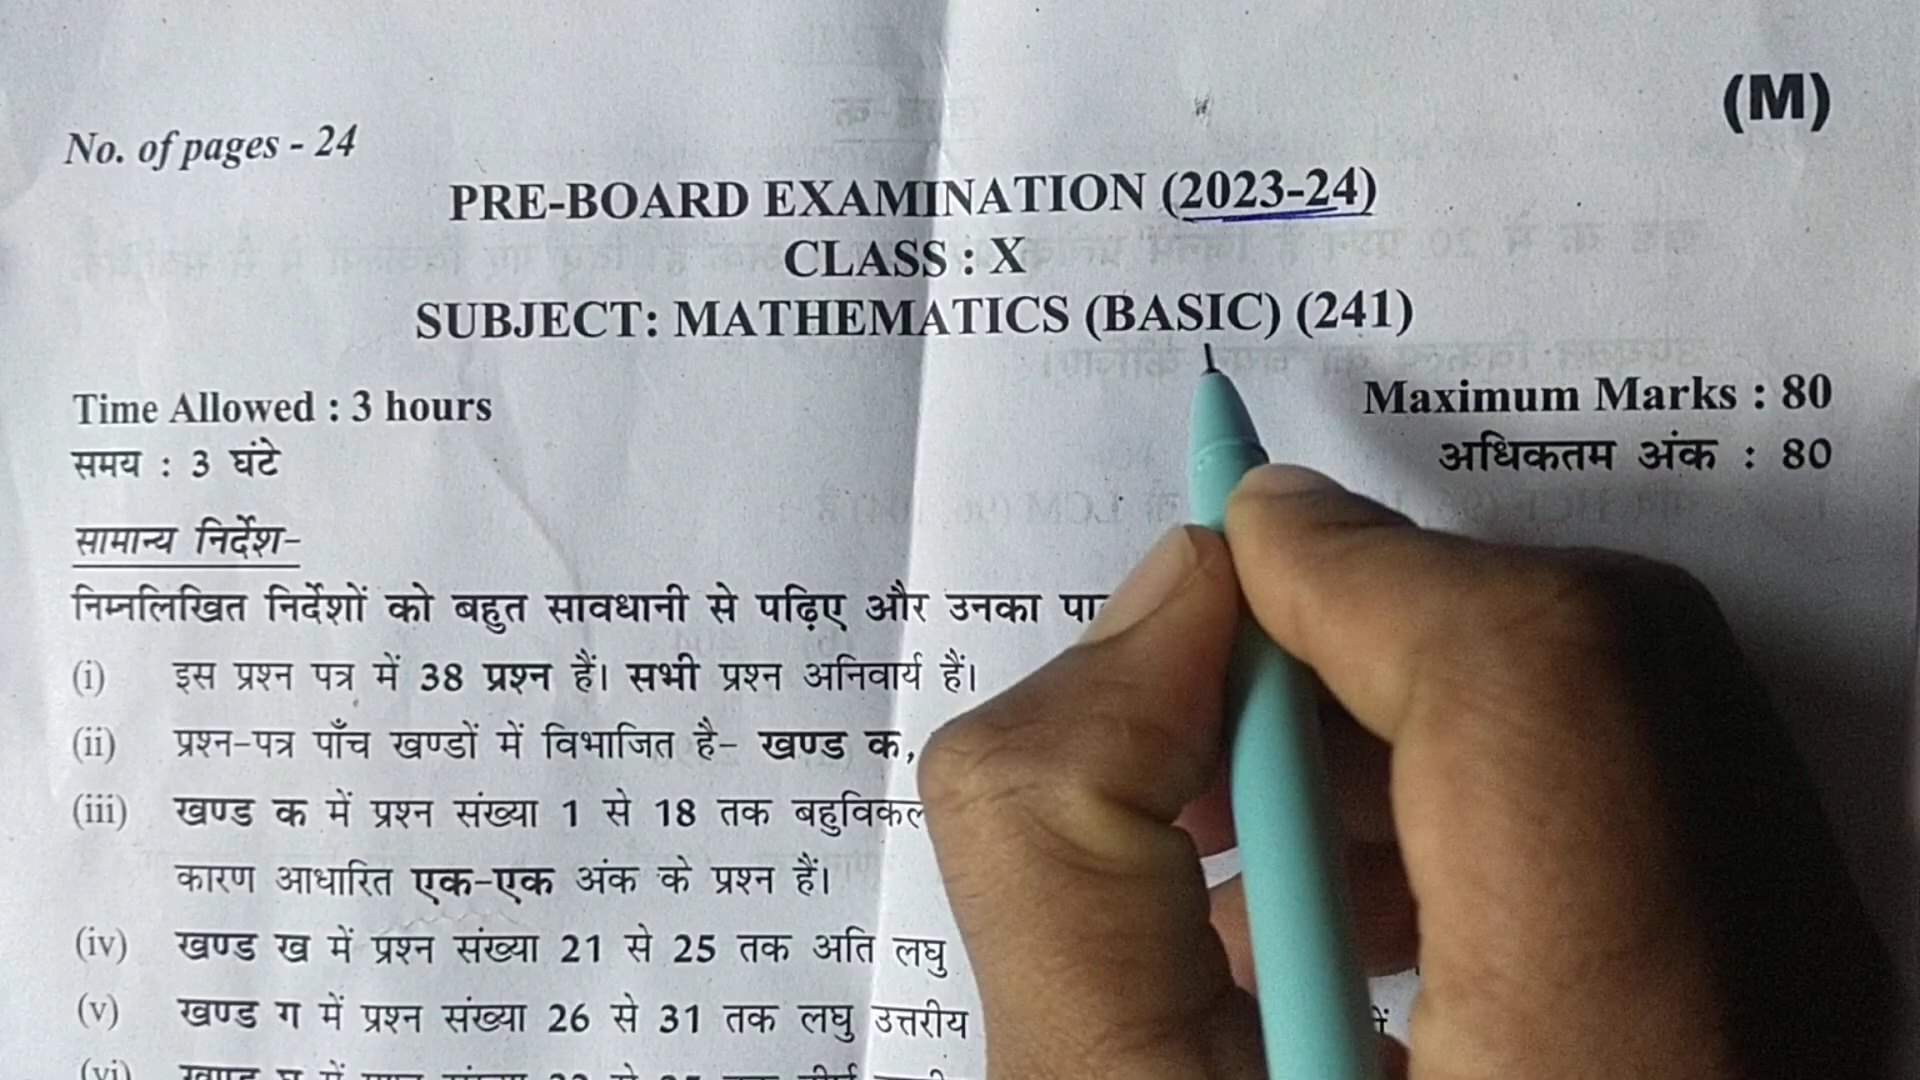 (M)
No. of pages - 24
PRE-BOARD EXAMINATION (2023-24)
CLASS : X
SUBJECT: MATHEMATICS (BASIC) (241)
Time Allowed : 3 hours
Maximum Marks : 80
समय : 3 घंटे
अधिकतम अंक : 80
सामान्य निर्देश-
निम्नलिखित निर्देशों को बहुत सावधानी से पढ़िए और उनका
(i) इस प्रश्न पत्र में 38 प्रश्न हैं। सभी प्रश्न अनिवार्य हैं।
(ii) प्रश्न-पत्र पाँच खण्डों में विभाजित है- खण्ड क,
(iii) खण्ड क में प्रश्न संख्या 1 से 18 तक
कारण आधारित एक-एक अंक के प्रश्न हैं।
(iv) खण्ड ख में प्रश्न संख्या 21 से 25 तक अति लघु
(v) खण्ड ग में प्रश्न संख्या 26 से 31 तक लघु उत्तरीय
(vi)